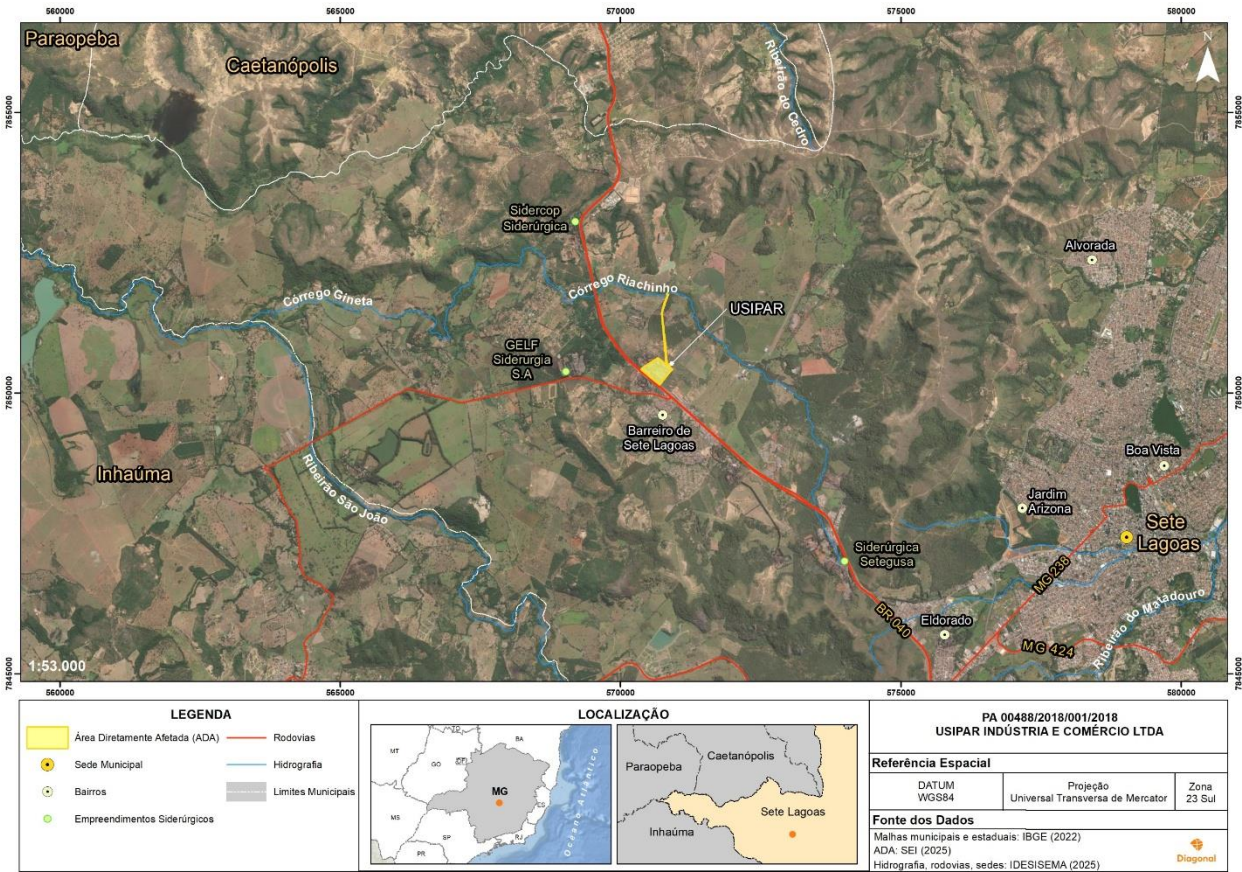 560000 565000 570000 575000 580000
Paraopeba
Caetanópolis
Ribeirão do Cedro
N
7855000 7855000
Sidercop
Siderúrgica
Alvorada
Córrego Gineta
Córrego Riachinho
USIPAR
GELF
Siderurgia
S.A
7850000 7850000
Barreiro de
Sete Lagoas
Boa Vista
Inhaúma
Ribeirão São João
Jardim
Arizona
Sete
Lagoas
Siderúrgica
Setegusa
MG 238
BR 040
Eldorado
Ribeirão do Matadouro
MG 424
1:53.000
7845000 7845000
560000 565000 570000 575000 580000
LEGENDA
Área Diretamente Afetada (ADA)
Rodovias
Sede Municipal
Hidrografia
Bairros
Limites Municipais
Empreendimentos Siderúrgicos
LOCALIZAÇÃO
MT
TO
BA
GO
DF
MG
ES
MS
SP
RJ
PR
Oceano Atlântico
Caetanópolis
Paraopeba
Sete Lagoas
Inhaúma
PA 00488/2018/001/2018
USIPAR INDÚSTRIA E COMÉRCIO LTDA
Referência Espacial
DATUM
WGS84
Projeção
Universal Transversa de Mercator
Zona
23 Sul
Fonte dos Dados
Malhas municipais e estaduais: IBGE (2022)
ADA: SEI (2025)
Hidrografia, rodovias, sedes: IDESISEMA (2025)
Diagonal